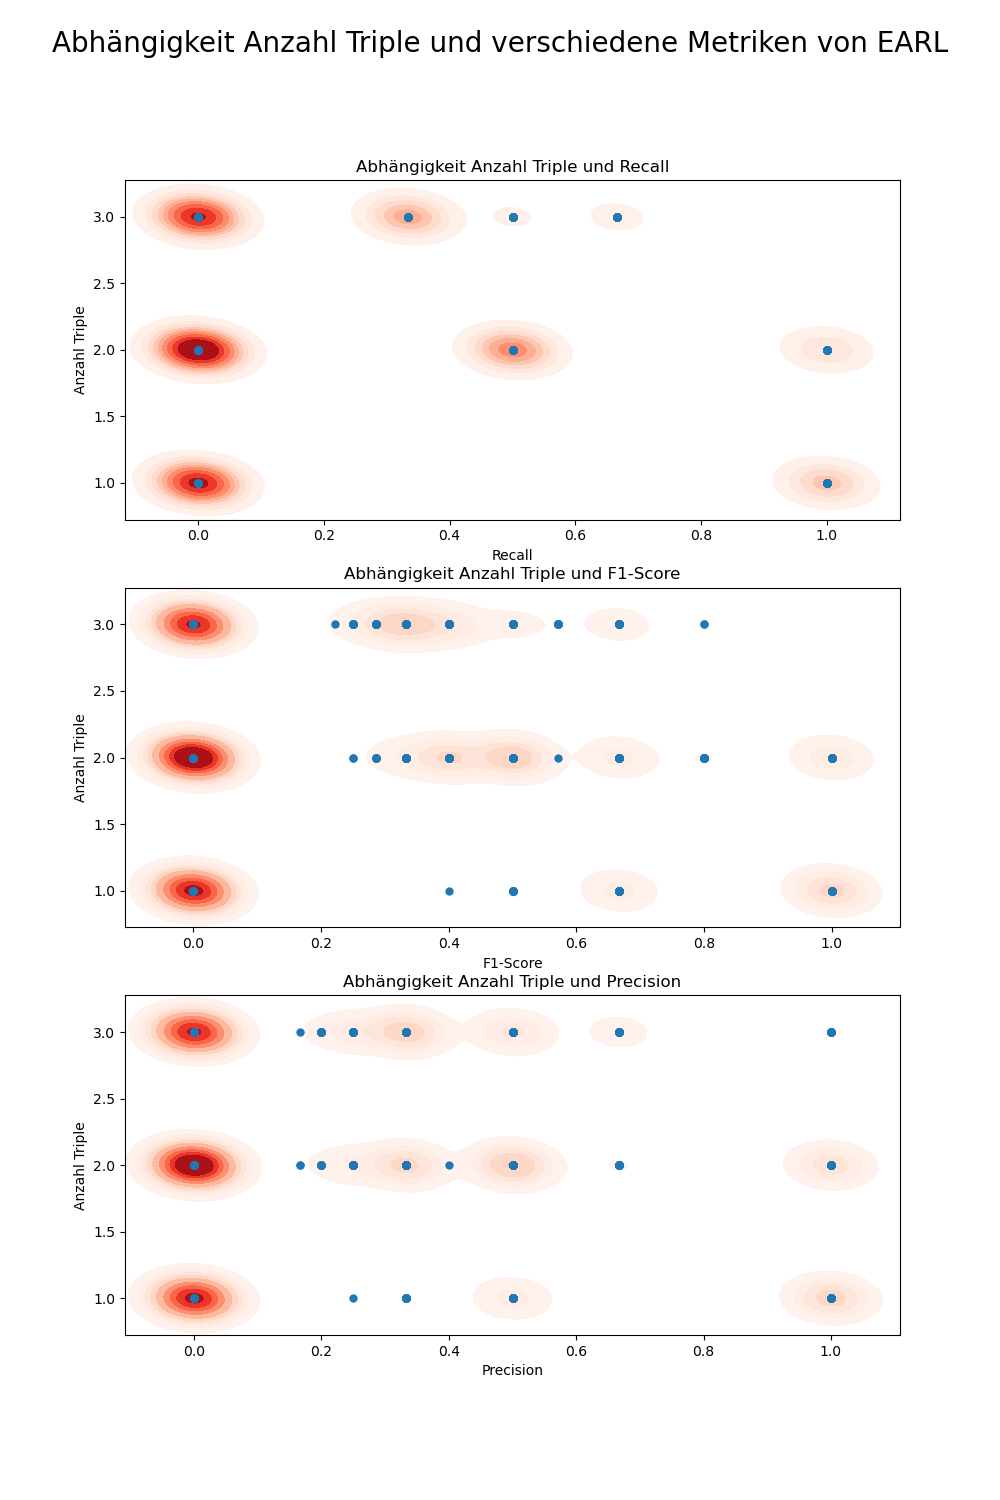 Abhängigkeit Anzahl Triple und verschiedene Metriken von EARL
Abhängigkeit Anzahl Triple und Recall
3.0
2.5
2.0
1.5
1.0
Anzahl Triple
0.0 0.2 0.4 0.6 0.8 1.0
Recall
Abhängigkeit Anzahl Triple und F1-Score
3.0
2.5
2.0
1.5
1.0
Anzahl Triple
0.0 0.2 0.4 0.6 0.8 1.0
F1-Score
Abhängigkeit Anzahl Triple und Precision
3.0
2.5
2.0
1.5
1.0
Anzahl Triple
0.0 0.2 0.4 0.6 0.8 1.0
Precision